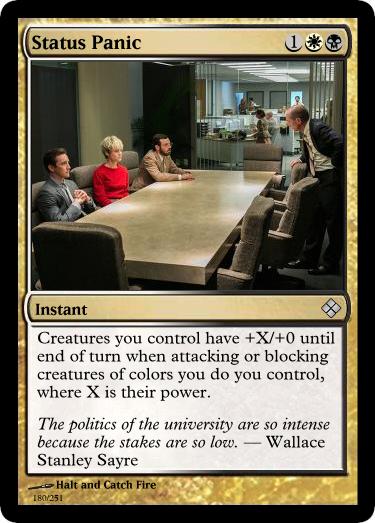 Status Panic 1
Instant
Creatures you control have +X/+0 until
end of turn when attacking or blocking
creatures of colors you do you control,
where X is their power.
The politics of the university are so intense
because the stakes are so low. — Wallace
Stanley Sayre
Halt and Catch Fire
180/251